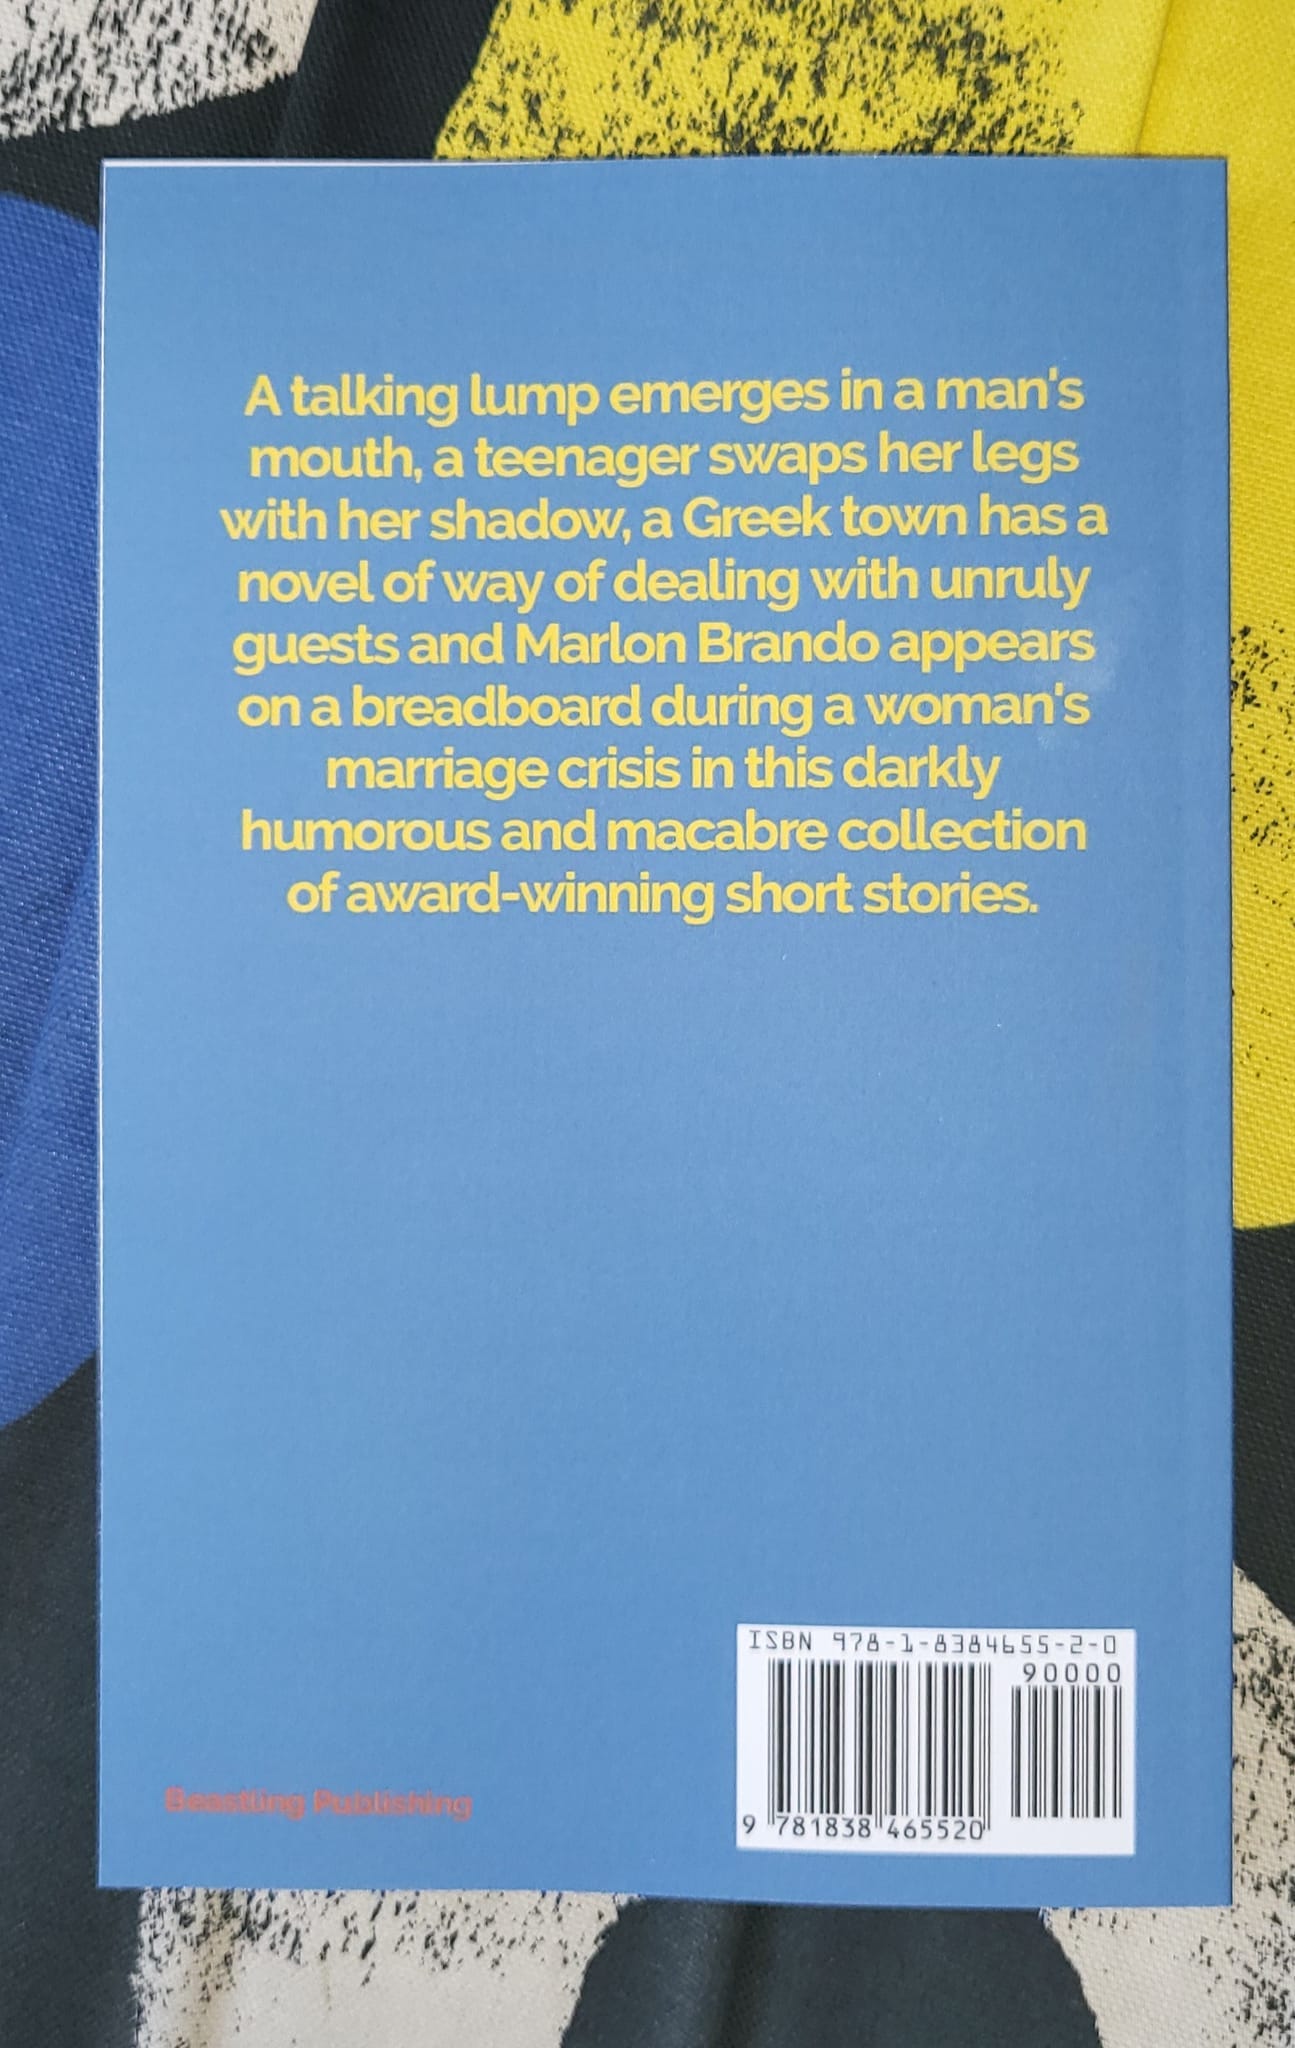 A talking lump emerges in a man's
mouth, a teenager swaps her legs
with her shadow, a Greek town has a
novel of way of dealing with unruly
guests and Marlon Brando appears
on a breadboard during a woman's
marriage crisis in this darkly
humorous and macabre collection
of award-winning short stories.
ISBN 978-1-8384655-2-0
90000
9 781838 465520
Beastling Publishing